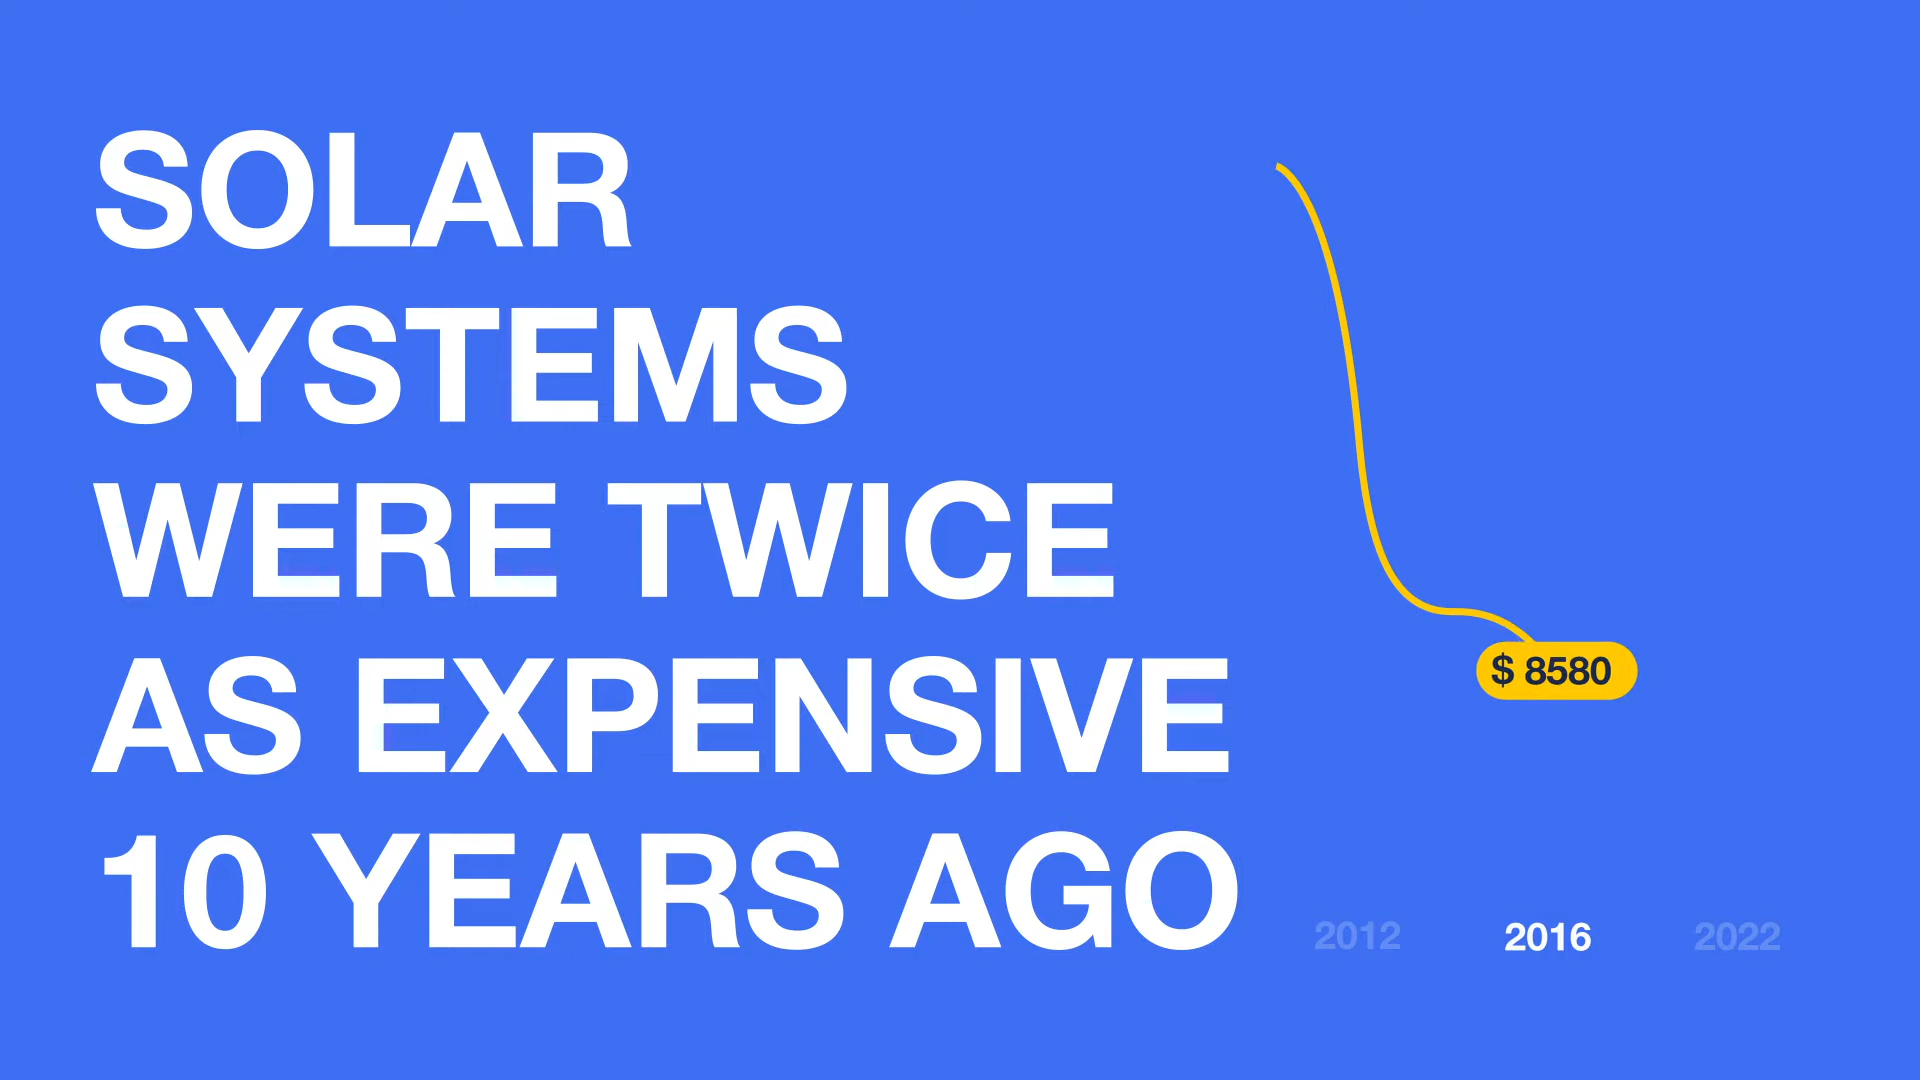 SOLAR
SYSTEMS
WERE TWICE
AS EXPENSIVE
10 YEARS AGO
$ 8580
2012 2016 2022